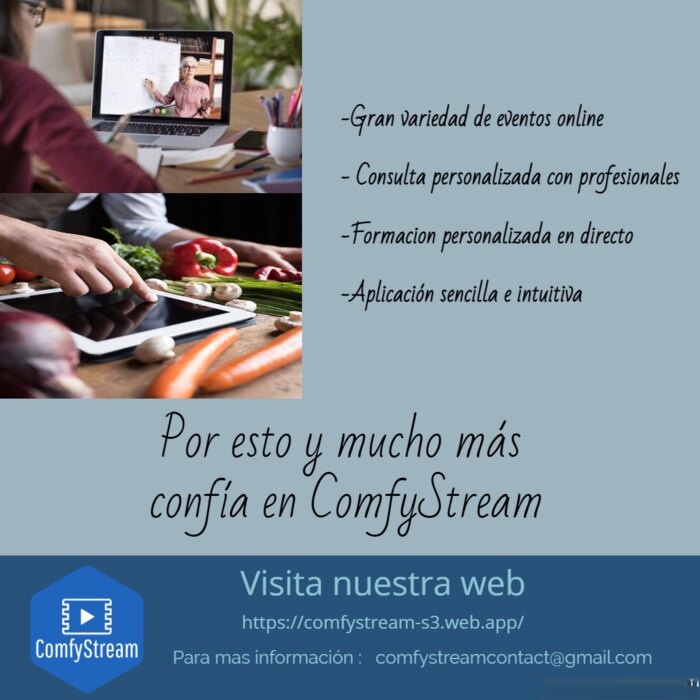 -Gran variedad de eventos online
- Consulta personalizada con profesionales
-Formacion personalizada en directo
-Aplicación sencilla e intuitiva
Por esto y mucho más
confía en ComfyStream
Visita nuestra web
https://comfystream-s3.web.app/
ComfyStream
Para mas información : comfystreamcontact@gmail.com